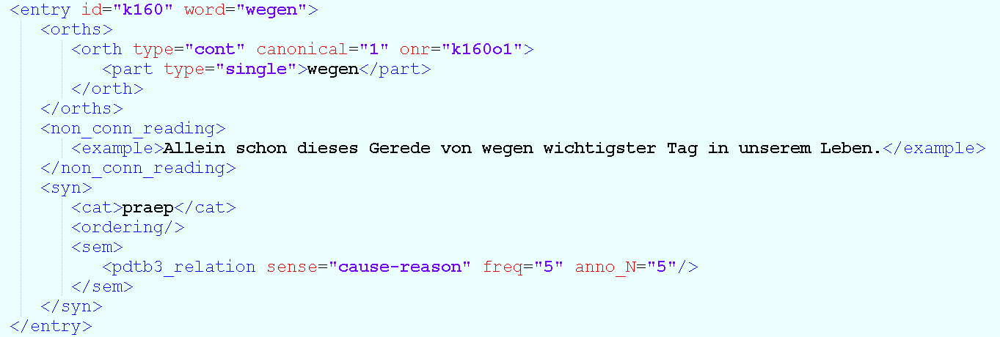 <entry id="k160" word="wegen">
<orths>
<orth type="cont" canonical="1" onr="k160o1">
<part type="single">wegen</part>
</orth>
</orths>
<non_conn_reading>
<example>Allein schon dieses Gerede von wegen wichtigster Tag in unserem Leben.</example>
</non_conn_reading>
<syn>
<cat>praep</cat>
<ordering/>
<sem>
<pdtb3_relation sense="cause-reason" freq="5" anno_N="5"/>
</sem>
</syn>
</entry>